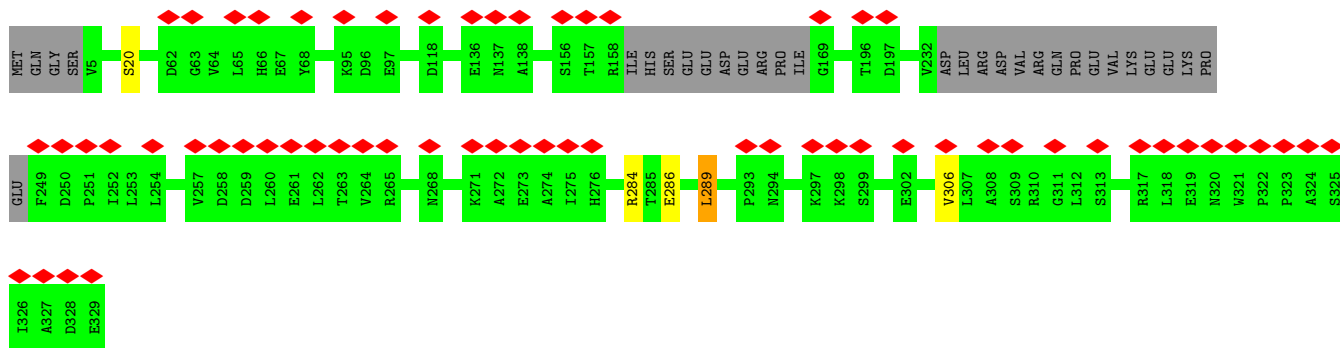 MET GLN GLY SER V5 S20 D62 G63 V64 L65 H66 E67 Y68 K95 D96 E97 D118 E136 N137 A138 S156 T157 R158 ILE HIS SER GLU GLU ASP GLU ARG PRO ILE G169 T196 D197 V232 ASP LEU ARG ASP VAL ARG GLN PRO GLU VAL LYS GLU GLU LYS PRO
GLU F249 D250 P251 I252 L253 L254 V257 D258 D259 L260 E261 L262 T263 V264 R265 N268 K271 A272 E273 A274 I275 H276 R284 T285 E286 L289 P293 N294 K297 K298 S299 E302 V306 L307 A308 S309 R310 G311 L312 S313 R317 L318 E319 N320 W321 P322 P323 A324 S325
I326 A327 D328 E329